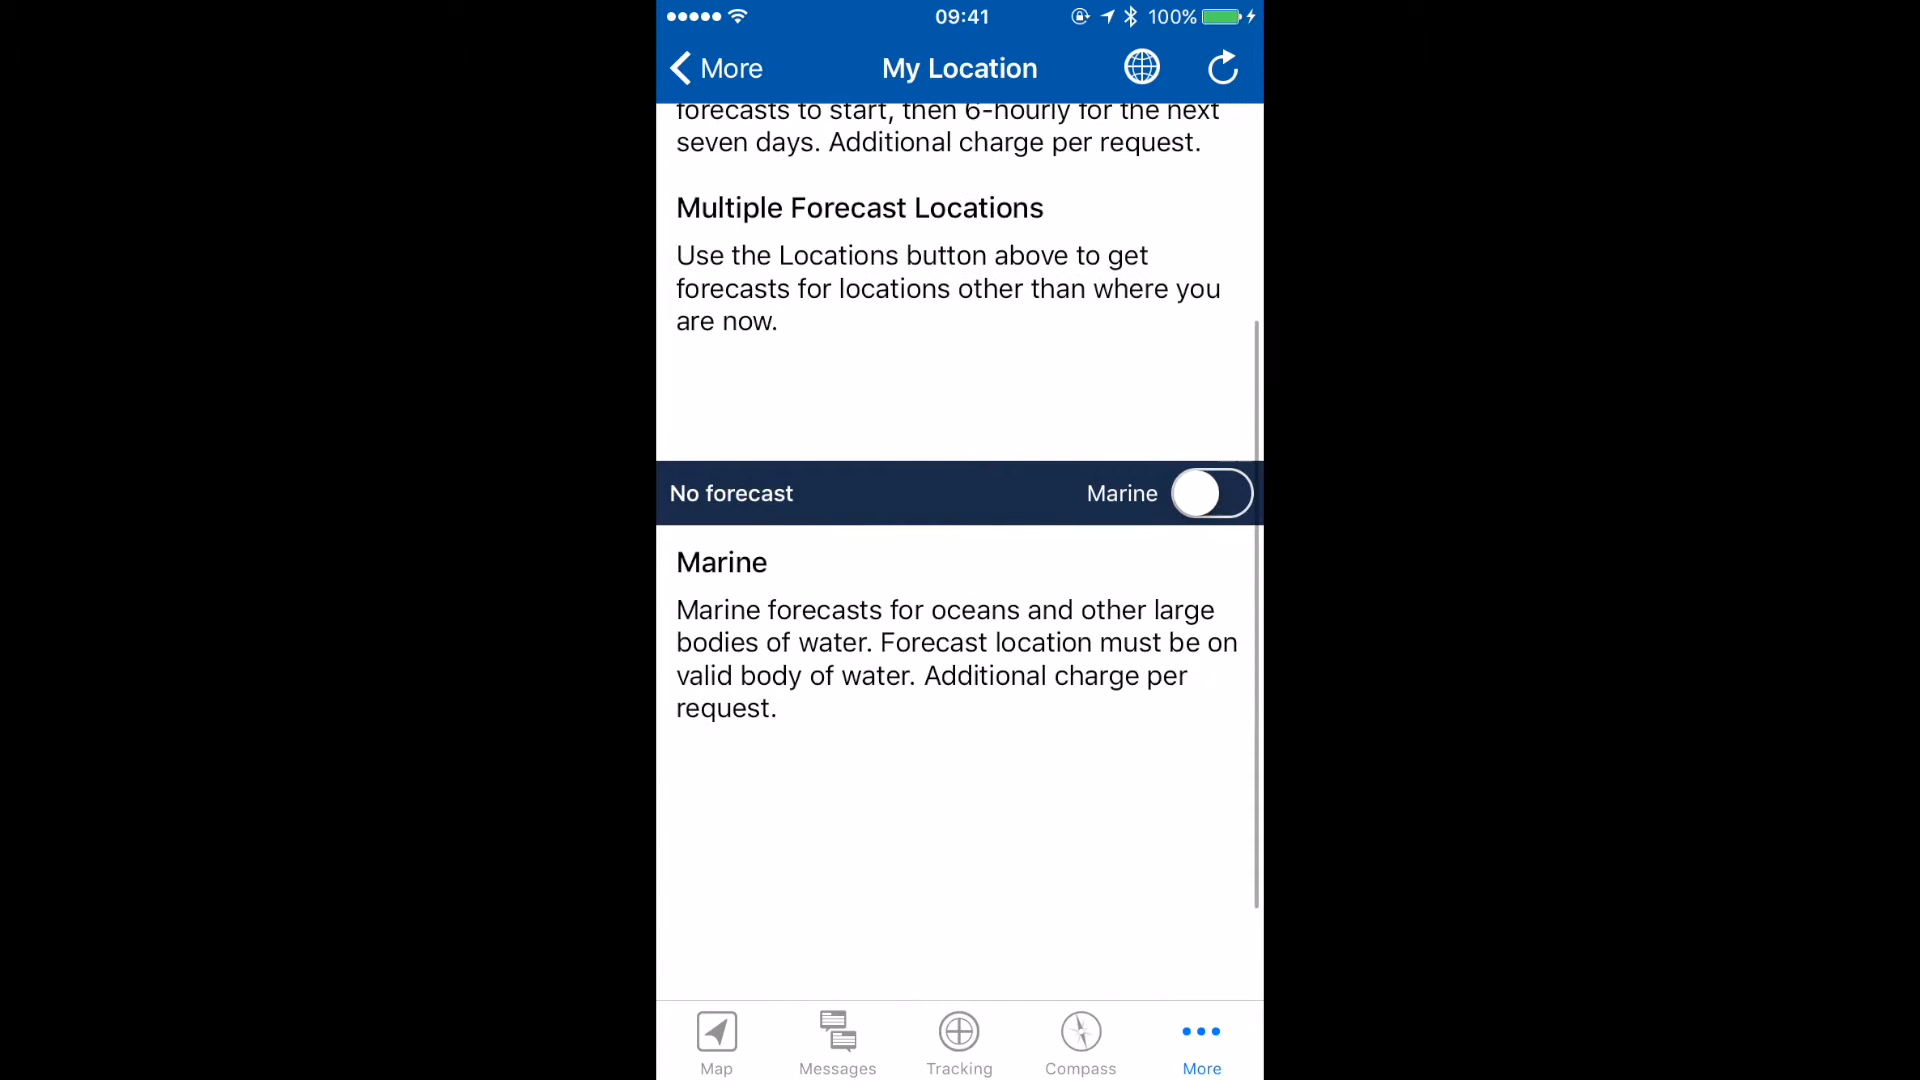 09:41
100%
More
My Location
forecasts to start, then 6-hourly for the next
seven days. Additional charge per request.
Multiple Forecast Locations
Use the Locations button above to get
forecasts for locations other than where you
are now.
No forecast
Marine
Marine
Marine forecasts for oceans and other large
bodies of water. Forecast location must be on
valid body of water. Additional charge per
request.
Map
Messages
Tracking
Compass
More